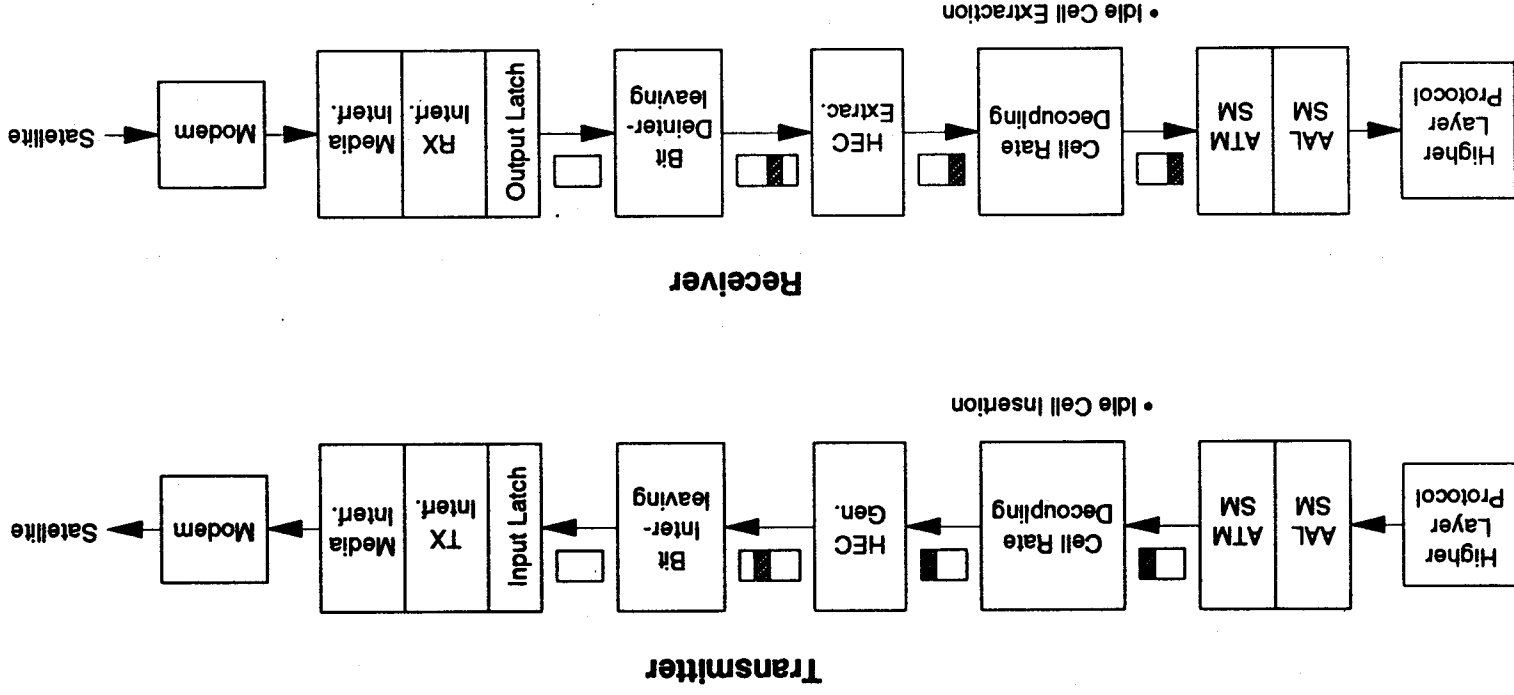 Transmitter
Higher
Layer
Protocol
AAL
SM
ATM
SM
Cell Rate
Decoupling
HEC
Gen.
Bit
Inter-
leaving
Input Latch
TX
Interf.
Media
Interf.
Modem
Satellite
• Idle Cell Insertion
Receiver
Higher
Layer
Protocol
AAL
SM
ATM
SM
Cell Rate
Decoupling
HEC
Extrac.
Bit
Deinter-
leaving
Output Latch
RX
Interf.
Media
Interf.
Modem
Satellite
• Idle Cell Extraction